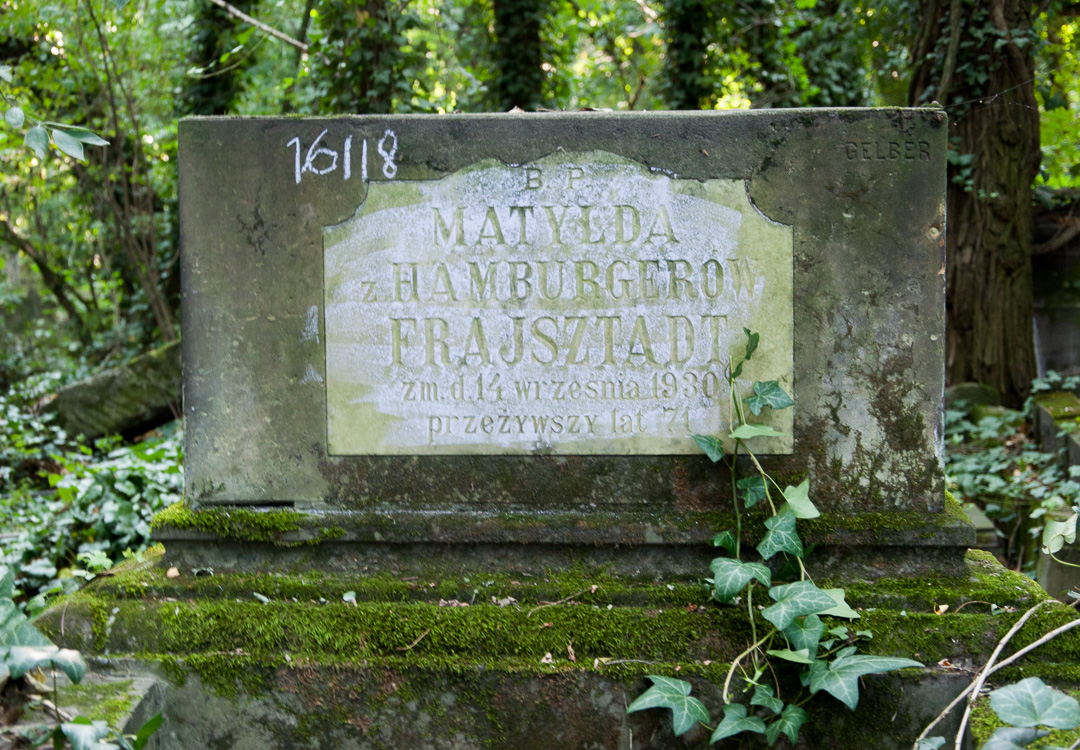 16118
GELBER
B. P.
MATYLDA
z HAMBURGERÓW
FRAJSZTADT
zm. d. 14 września 1930
przeżywszy lat 71